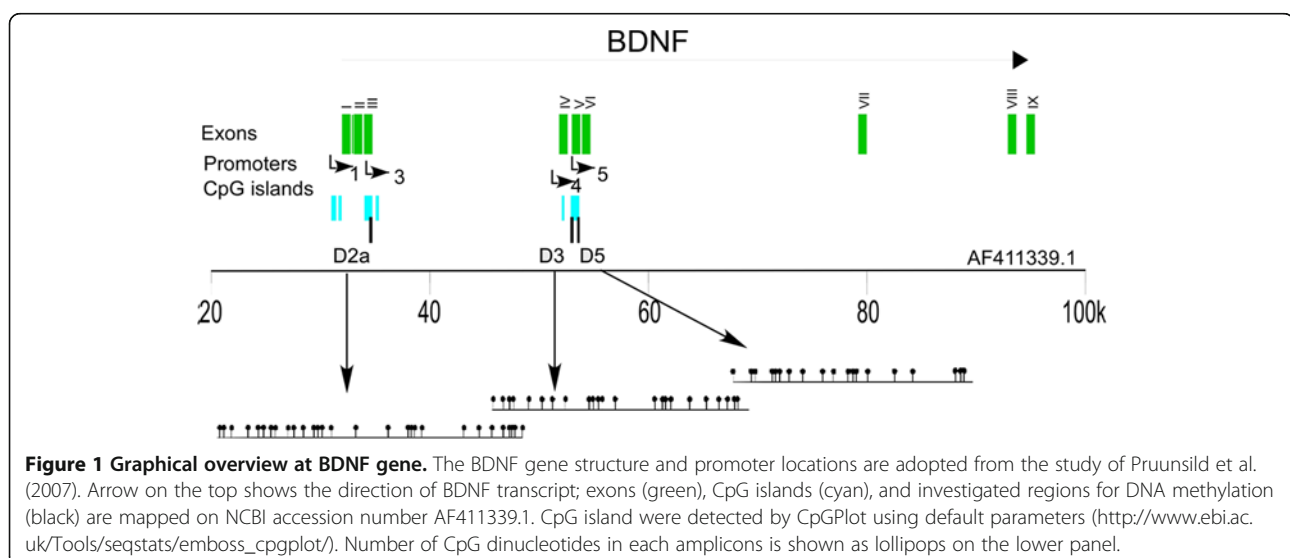 BDNF
I II III IV V VI VII VIII IX
Exons
Promoters
1 3 4 5
CpG islands
D2a D3 D5 AF411339.1
20 40 60 80 100k
Figure 1 Graphical overview at BDNF gene. The BDNF gene structure and promoter locations are adopted from the study of Pruunsild et al.
(2007). Arrow on the top shows the direction of BDNF transcript; exons (green), CpG islands (cyan), and investigated regions for DNA methylation
(black) are mapped on NCBI accession number AF411339.1. CpG island were detected by CpGPlot using default parameters (http://www.ebi.ac.
uk/Tools/seqstats/emboss_cpgplot/). Number of CpG dinucleotides in each amplicons is shown as lollipops on the lower panel.